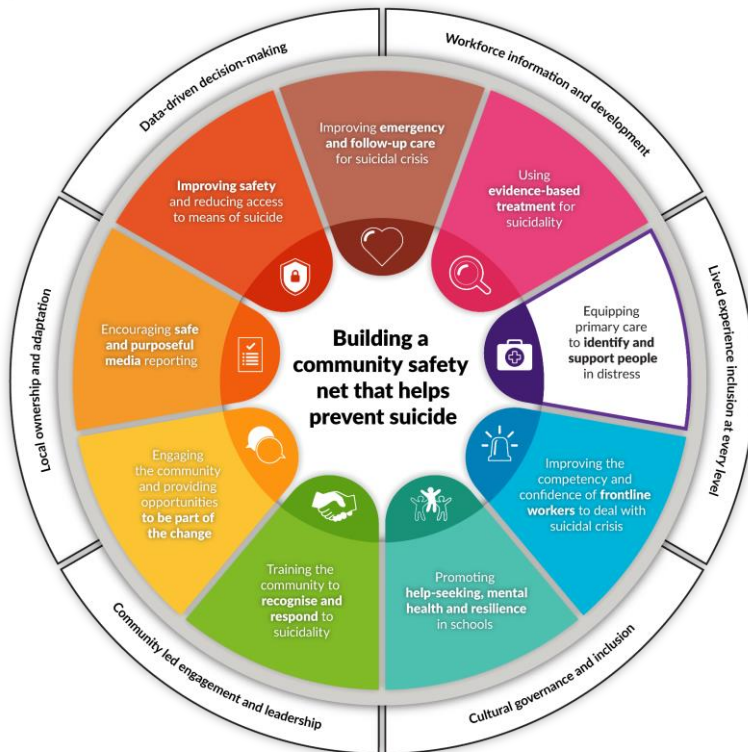 Data-driven decision-making
Workforce information and development
Improving emergency
and follow-up care
for suicidal crisis
Improving safety
and reducing access
to means of suicide
Using
evidence-based
treatment for
suicidality
Local ownership and adaptation
Lived experience inclusion at every level
Encouraging safe
and purposeful
media reporting
Building a
community safety
net that helps
prevent suicide
Equipping
primary care
to identify and
support people
in distress
Engaging
the community
and providing
opportunities
to be part of
the change
Improving the
competency and
confidence of frontline
workers to deal with
suicidal crisis
Training the
community to
recognise and
respond to
suicidality
Promoting
help-seeking, mental
health and resilience
in schools
Community led engagement and leadership
Cultural governance and inclusion